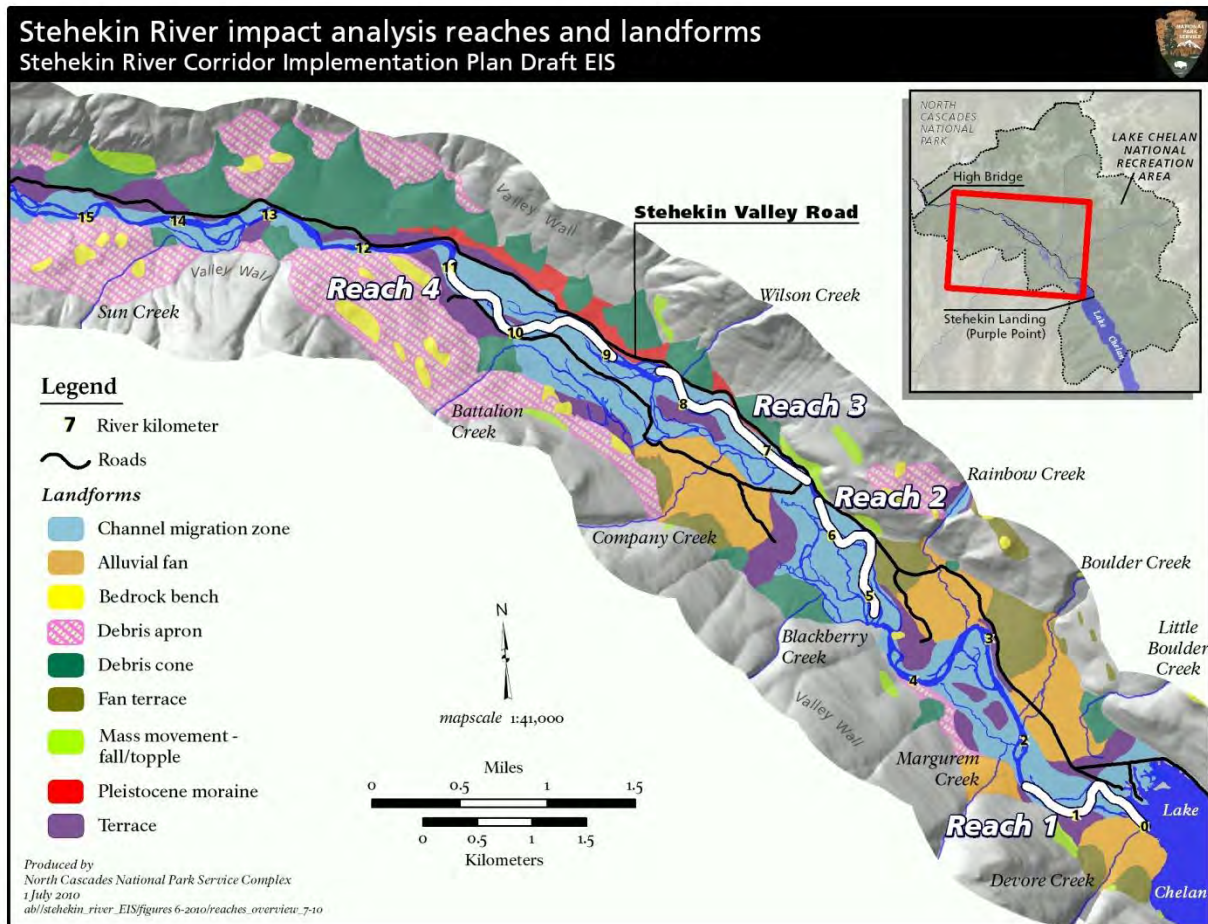 Stehekin River impact analysis reaches and landforms
Stehekin River Corridor Implementation Plan Draft EIS
NATIONAL
PARK
SERVICE
NORTH
CASCADES
NATIONAL
PARK
LAKE CHELAN
NATIONAL
RECREATION
AREA
High Bridge
Stehekin Landing
(Purple Point)
Lake Chelan
Valley Wall
Stehekin Valley Road
15
14
13
12
11
Reach 4
Valley Wall
Sun Creek
10
9
Wilson Creek
8
Reach 3
Battalion
Creek
7
Reach 2
Rainbow Creek
6
Company Creek
Boulder Creek
5
Blackberry
Creek
3
Little
Boulder
Creek
4
Valley Wall
2
Margurem
Creek
Reach 1
1
0
Lake
Chelan
Devore Creek
Legend
7 River kilometer
Roads
Landforms
Channel migration zone
Alluvial fan
Bedrock bench
Debris apron
Debris cone
Fan terrace
Mass movement -
fall/topple
Pleistocene moraine
Terrace
N
mapscale 1:41,000
Miles
0 0.5 1 1.5
0 0.5 1 1.5
Kilometers
Produced by
North Cascades National Park Service Complex
1 July 2010
ab//stehekin_river_EIS/figures 6-2010/reaches_overview_7-10